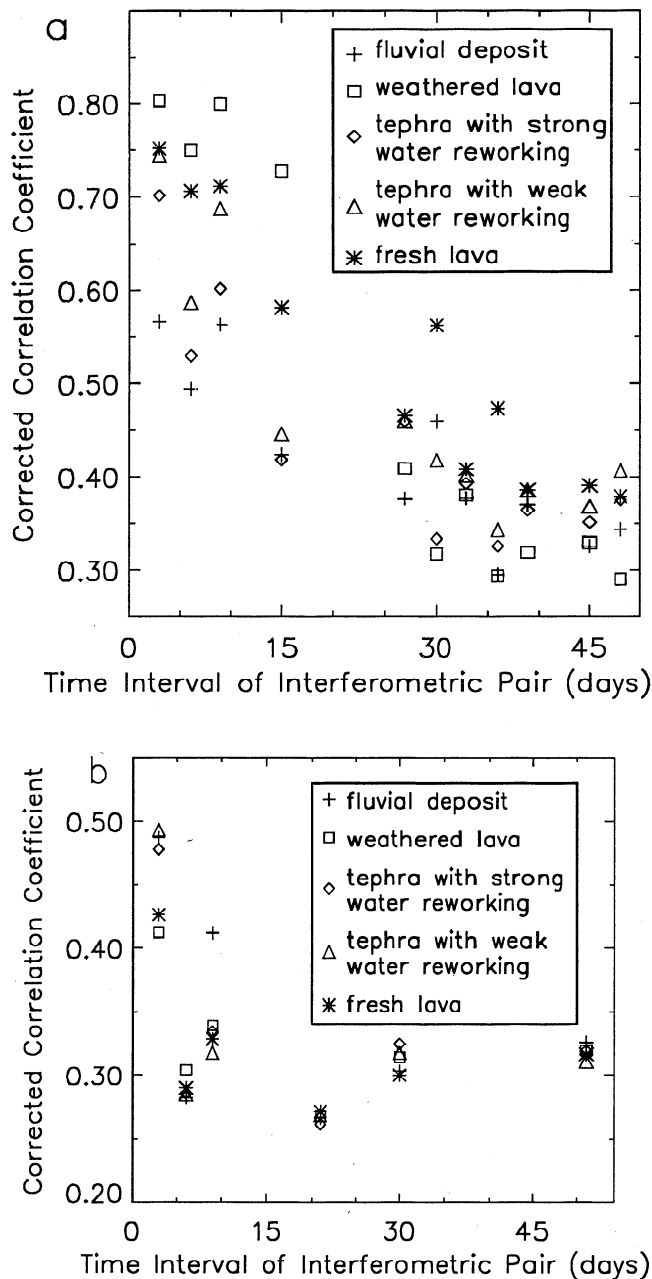 a
Corrected Correlation Coefficient
0.80
0.70
0.60
0.50
0.40
0.30
fluvial deposit
weathered lava
tephra with strong
water reworking
tephra with weak
water reworking
fresh lava
0 15 30 45
Time Interval of Interferometric Pair (days)
b
Corrected Correlation Coefficient
0.50
0.40
0.30
0.20
fluvial deposit
weathered lava
tephra with strong
water reworking
tephra with weak
water reworking
fresh lava
0 15 30 45
Time Interval of Interferometric Pair (days)